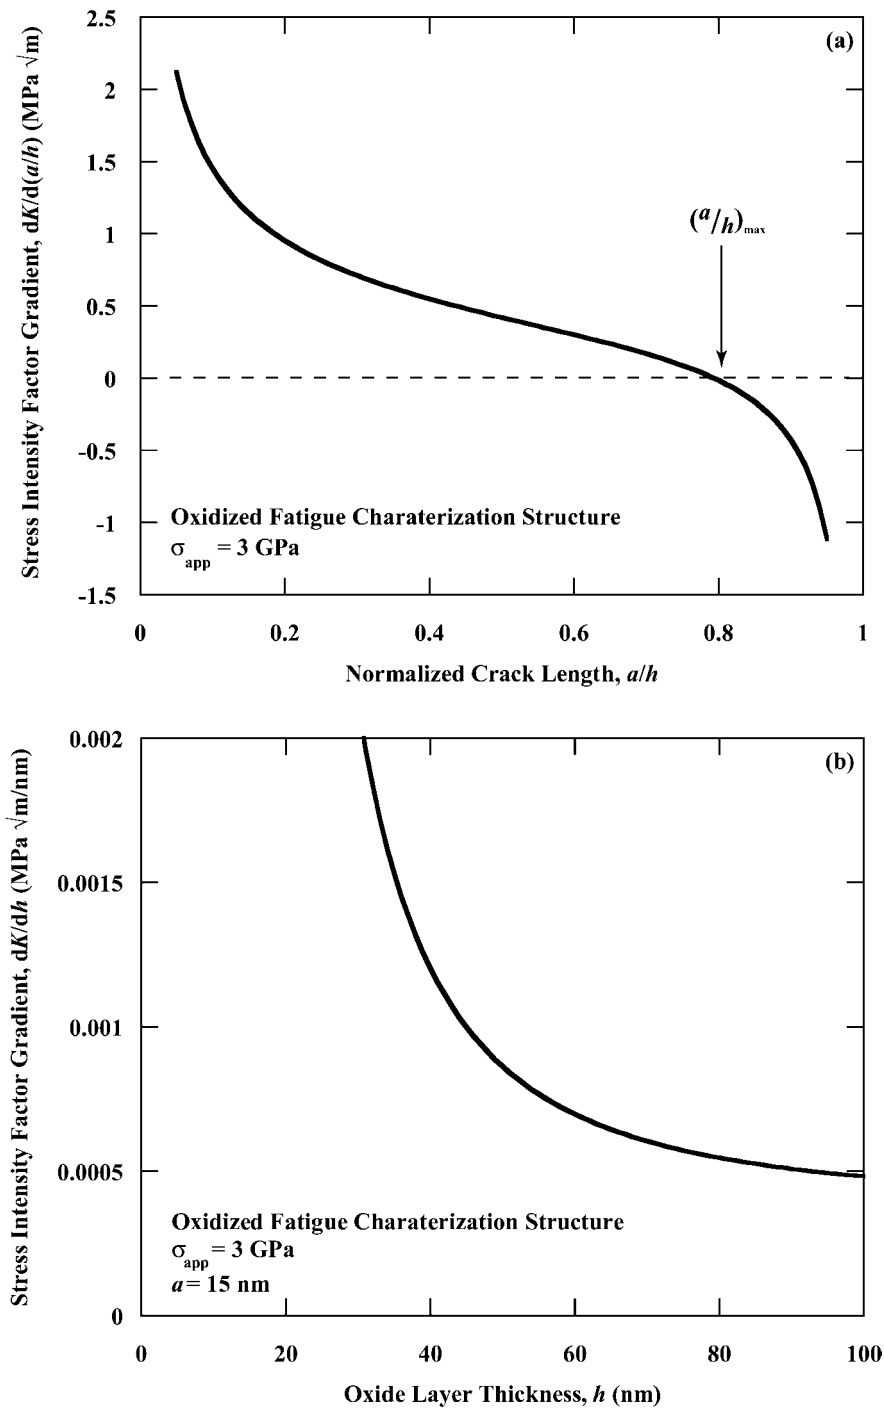 2.5
(a)
2
1.5
1
0.5
0
-0.5
-1
-1.5
Stress Intensity Factor Gradient, dK/d(a/h) (MPa √m)
(a/h)max
Oxidized Fatigue Charaterization Structure
σapp = 3 GPa
0 0.2 0.4 0.6 0.8 1
Normalized Crack Length, a/h
0.002
(b)
0.0015
0.001
0.0005
0
Stress Intensity Factor Gradient, dK/dh (MPa √m/nm)
Oxidized Fatigue Charaterization Structure
σapp = 3 GPa
a = 15 nm
0 20 40 60 80 100
Oxide Layer Thickness, h (nm)